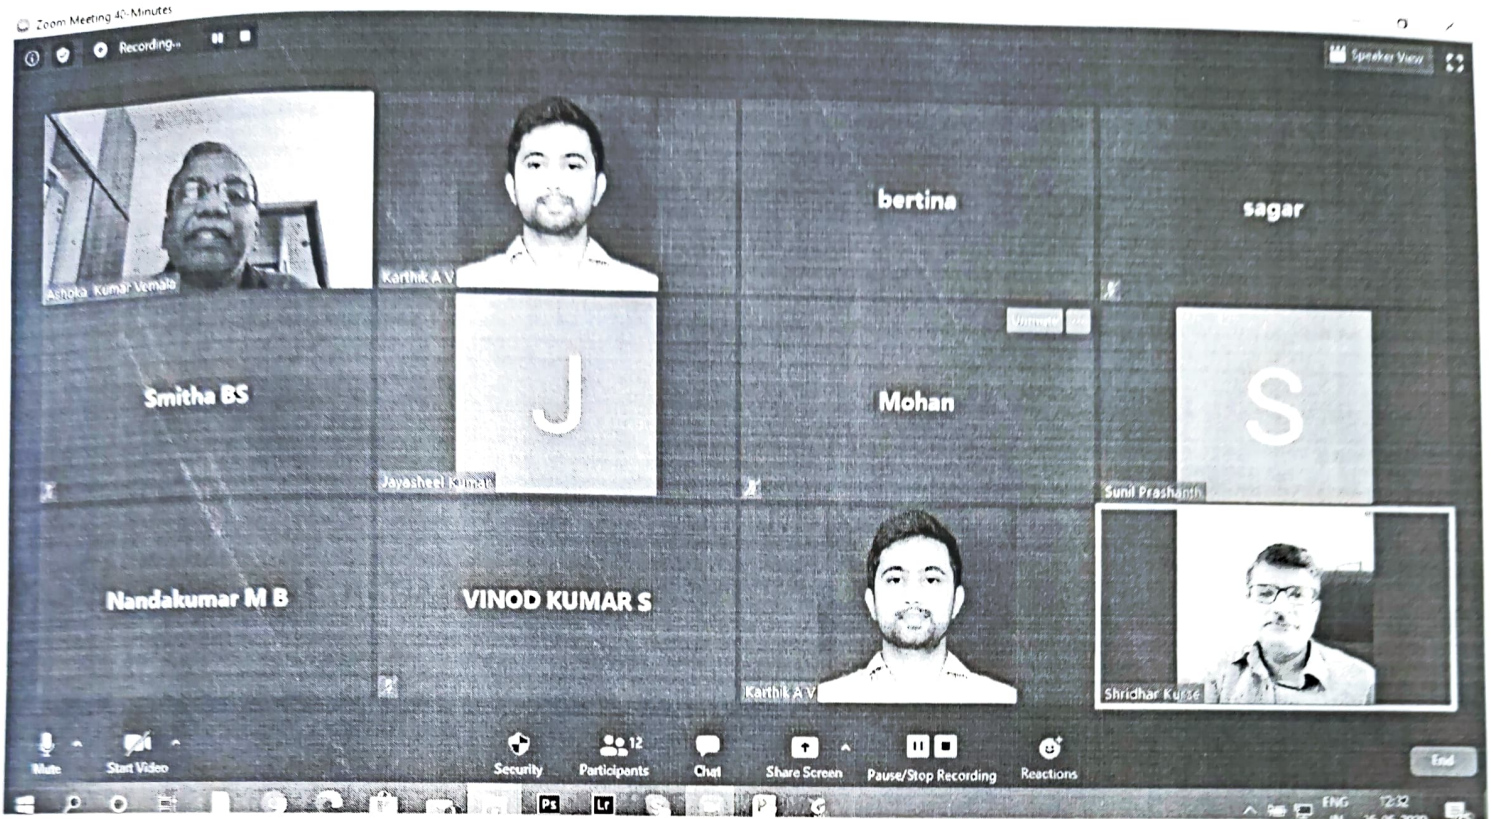 Zoom Meeting 40-Minutes
Recording...
Speaker View
Ashoka Kumar Vemala
Karthik A V
bertina
sagar
Smitha BS
J
Jayasheel Kumar
Mohan
S
Sunil Prashanth
Nandakumar M B
VINOD KUMAR S
Karthik A V
Shridhar Kurse
Mute
Start Video
Security
12
Participants
Chat
Share Screen
Pause/Stop Recording
Reactions
End
Ps
Lr
ENG
12:32